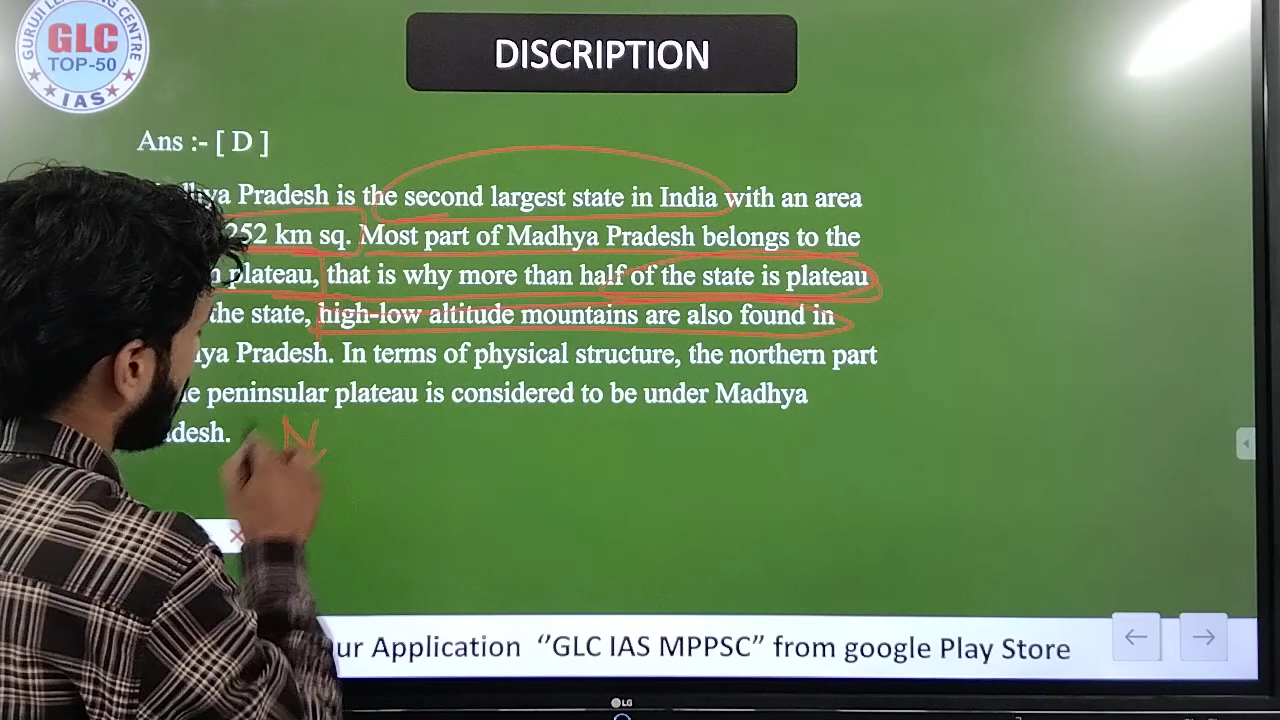 GLC
TOP-50
IAS
CENTRE
DISCRIPTION
Ans :- [ D ]
Pradesh is the second largest state in India with an area
252 km sq. Most part of Madhya Pradesh belongs to the
plateau, that is why more than half of the state is plateau
the state, high-low altitude mountains are also found in
Pradesh. In terms of physical structure, the northern part
peninsular plateau is considered to be under Madhya
N
Application "GLC IAS MPPSC" from google Play Store
LG